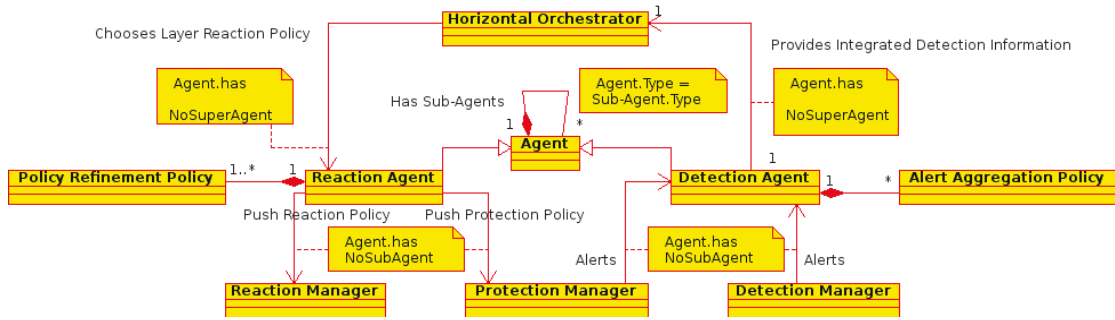 Horizontal Orchestrator
1
1
Chooses Layer Reaction Policy
Provides Integrated Detection Information
Agent.has
NoSuperAgent
Has Sub-Agents
1
*
Agent.Type =
Sub-Agent.Type
Agent.has
NoSuperAgent
Agent
Policy Refinement Policy
1..*
1
Reaction Agent
Detection Agent
1
*
Alert Aggregation Policy
Push Reaction Policy
Push Protection Policy
Agent.has
NoSubAgent
Alerts
Agent.has
NoSubAgent
Alerts
Reaction Manager
Protection Manager
Detection Manager